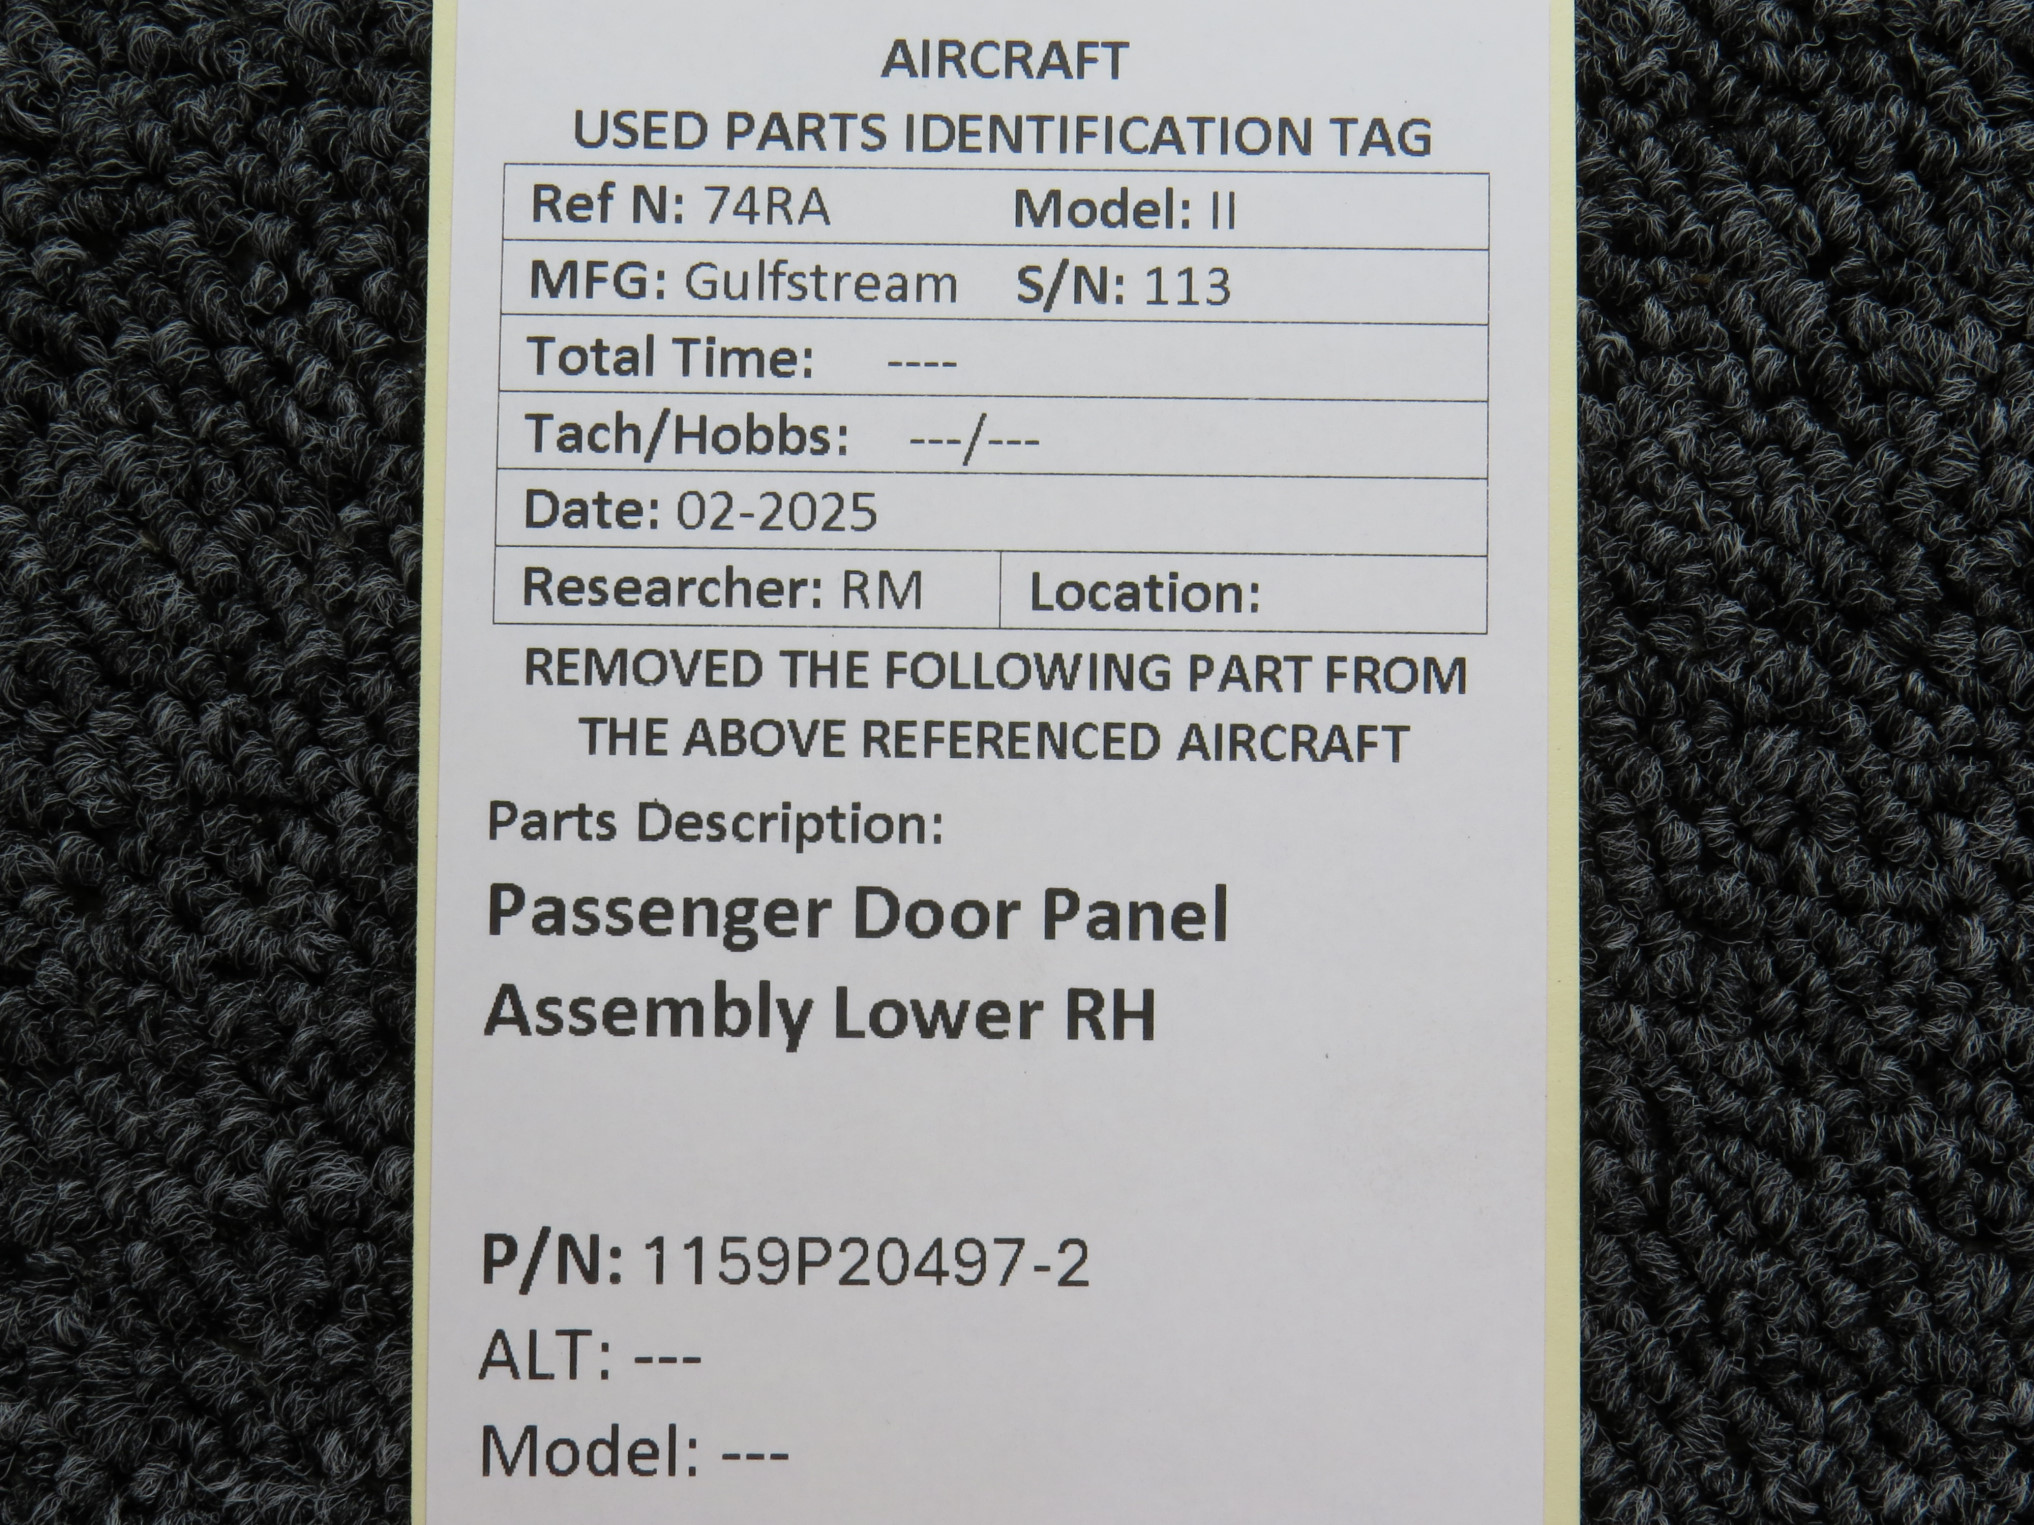 AIRCRAFT
USED PARTS IDENTIFICATION TAG
Ref N: 74RA Model: II
MFG: Gulfstream S/N: 113
Total Time: ----
Tach/Hobbs: ---/---
Date: 02-2025
Researcher: RM Location:
REMOVED THE FOLLOWING PART FROM
THE ABOVE REFERENCED AIRCRAFT
Parts Description:
Passenger Door Panel
Assembly Lower RH
P/N: 1159P20497-2
ALT: ---
Model: ---